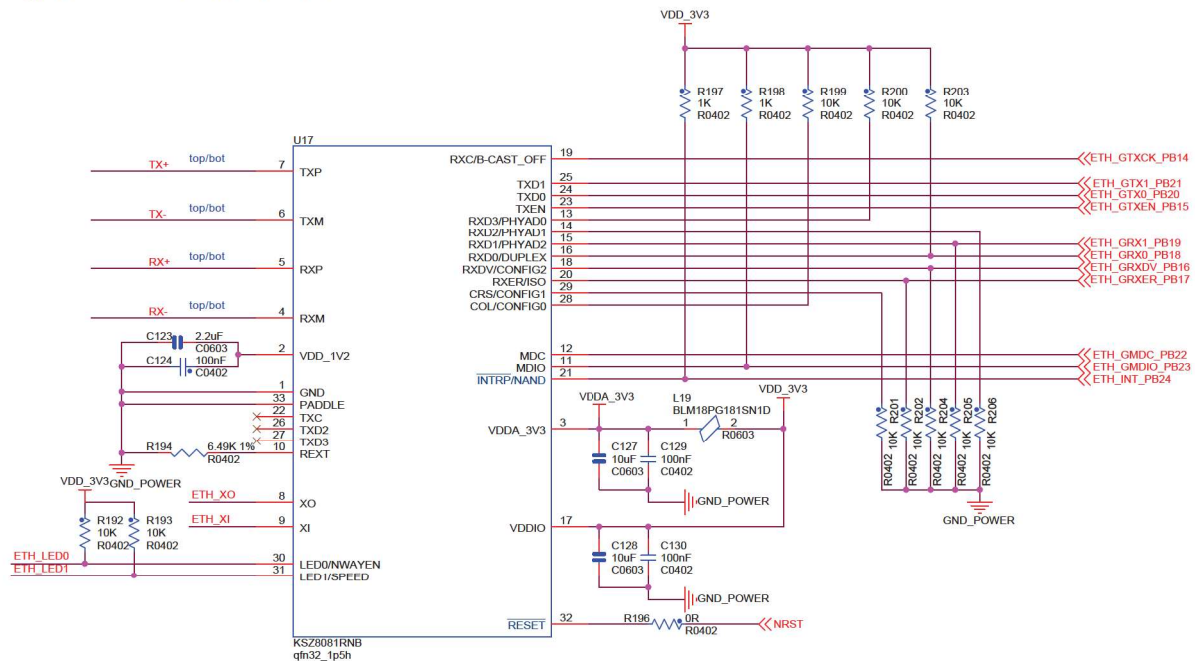 VDD_3V3
R197
1K
R0402
R198
1K
R0402
R199
10K
R0402
R200
10K
R0402
R203
10K
R0402
U17
TX+ top/bot 7 TXP
TX- top/bot 6 TXM
RX+ top/bot 5 RXP
RX- top/bot 4 RXM
RXC/B-CAST_OFF 19 ETH_GTXCK_PB14
TXD1 25 ETH_GTX1_PB21
TXD0 24 ETH_GTX0_PB20
TXEN 23 ETH_GTXEN_PB15
RXD3/PHYAD0 13
RXD2/PHYAD1 14
RXD1/PHYAD2 15 ETH_GRX1_PB19
RXD0/DUPLEX 16 ETH_GRX0_PB18
RXDV/CONFIG2 18 ETH_GRXDV_PB16
RXER/ISO 20 ETH_GRXER_PB17
CRS/CONFIG1 29
COL/CONFIG0 28
MDC 12 ETH_GMDC_PB22
MDIO 11 ETH_GMDIO_PB23
INTRP/NAND 21 ETH_INT_PB24
C123 2.2uF
C0603
C124 100nF
C0402
2 VDD_1V2
1 GND
33 PADDLE
22 TXC
26 TXD2
27 TXD3
10 REXT
R194 6.49K 1%
R0402
GND_POWER
VDD_3V3
R192
10K
R0402
R193
10K
R0402
ETH_XO 8 XO
ETH_XI 9 XI
ETH_LED0 30 LED0/NWAYEN
ETH_LED1 31 LED1/SPEED
VDDA_3V3 3
VDDA_3V3
L19
BLM18PG181SN1D
1 2
R0603
VDD_3V3
C127
10uF
C0603
C129
100nF
C0402
GND_POWER
VDDIO 17
C128
10uF
C0603
C130
100nF
C0402
GND_POWER
RESET 32
R196 0R
R0402
NRST
R0402 10K R201
R0402 10K R202
R0402 10K R204
R0402 10K R205
R0402 10K R206
GND_POWER
KSZ8081RNB
qfn32_1p5h